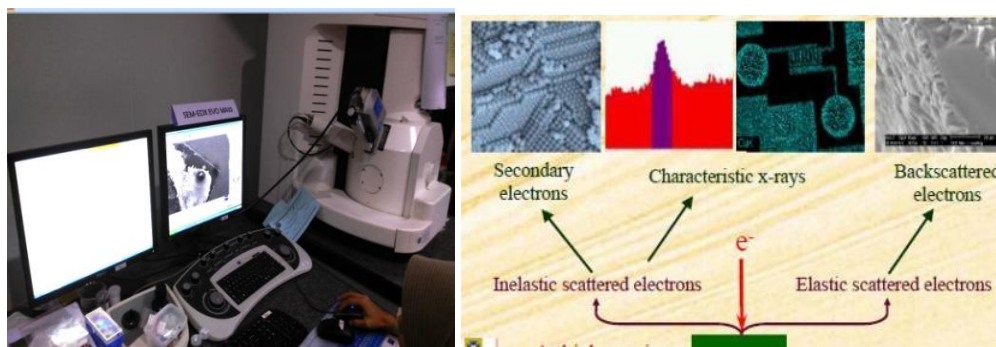 SEM-EDX EVO MA10
Secondary
electrons
Characteristic x-rays
Backscattered
electrons
e-
Inelastic scattered electrons
Elastic scattered electrons